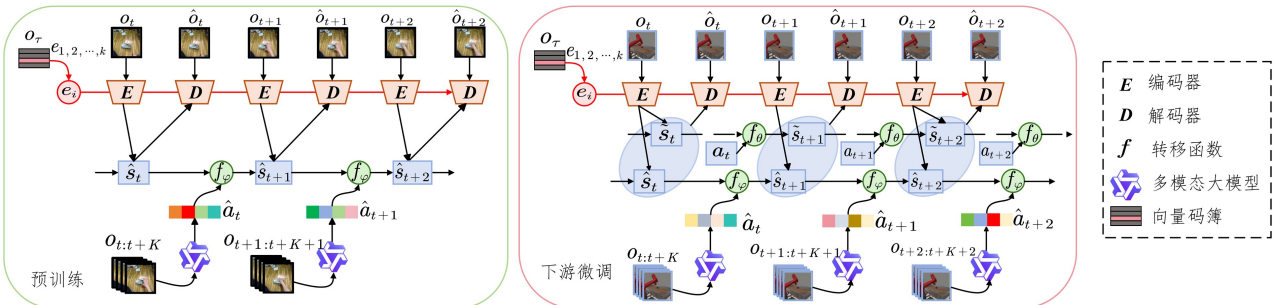 o_t ô_t o_{t+1} ô_{t+1} o_{t+2} ô_{t+2}
o_τ e_{1,2,⋯,k}
e_i E D E D E D
ŝ_t f_φ ŝ_{t+1} f_φ ŝ_{t+2}
â_t â_{t+1}
o_{t:t+K} o_{t+1:t+K+1}
预训练
o_t ô_t o_{t+1} ô_{t+1} o_{t+2} ô_{t+2}
o_τ e_{1,2,⋯,k}
e_i E D E D E D
s̃_t f_θ s̃_{t+1} f_θ s̃_{t+2} f_θ
a_t a_{t+1} a_{t+2}
ŝ_t f_φ ŝ_{t+1} f_φ ŝ_{t+2} f_φ
â_t â_{t+1} â_{t+2}
o_{t:t+K} o_{t+1:t+K+1} o_{t+2:t+K+2}
下游微调
E 编码器
D 解码器
f 转移函数
多模态大模型
向量码簿